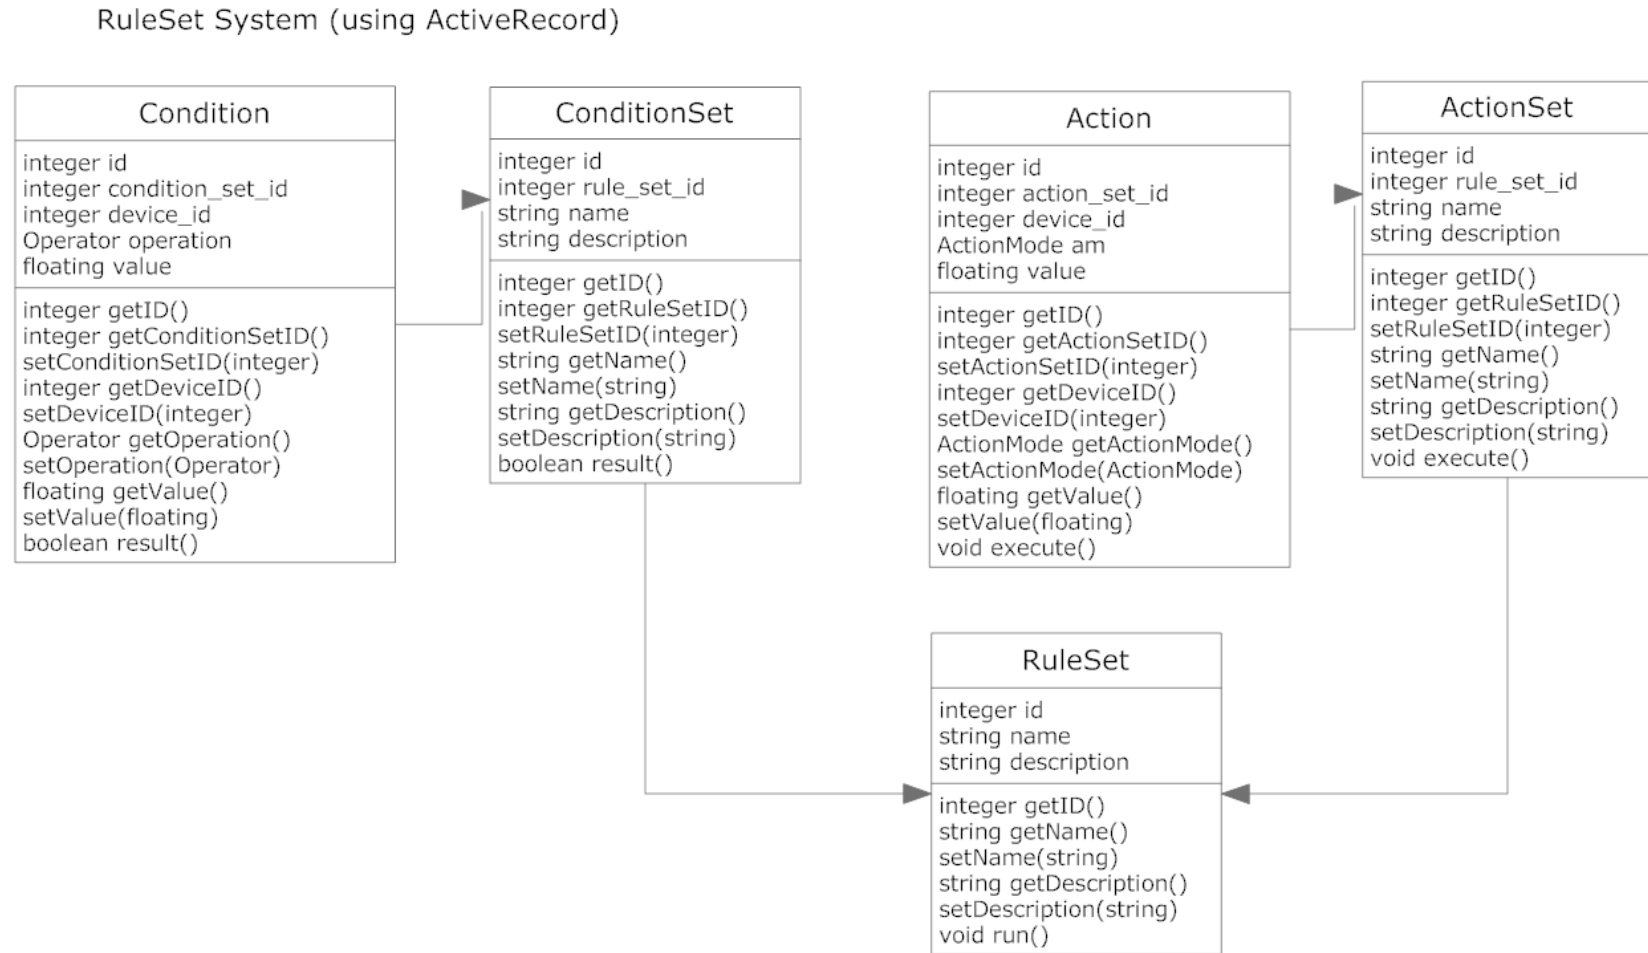 RuleSet System (using ActiveRecord)
Condition
integer id
integer condition_set_id
integer device_id
Operator operation
floating value
integer getID()
integer getConditionSetID()
setConditionSetID(integer)
integer getDeviceID()
setDeviceID(integer)
Operator getOperation()
setOperation(Operator)
floating getValue()
setValue(floating)
boolean result()
ConditionSet
integer id
integer rule_set_id
string name
string description
integer getID()
integer getRuleSetID()
setRuleSetID(integer)
string getName()
setName(string)
string getDescription()
setDescription(string)
boolean result()
Action
integer id
integer action_set_id
integer device_id
ActionMode am
floating value
integer getID()
integer getActionSetID()
setActionSetID(integer)
integer getDeviceID()
setDeviceID(integer)
ActionMode getActionMode()
setActionMode(ActionMode)
floating getValue()
setValue(floating)
void execute()
ActionSet
integer id
integer rule_set_id
string name
string description
integer getID()
integer getRuleSetID()
setRuleSetID(integer)
string getName()
setName(string)
string getDescription()
setDescription(string)
void execute()
RuleSet
integer id
string name
string description
integer getID()
string getName()
setName(string)
string getDescription()
setDescription(string)
void run()